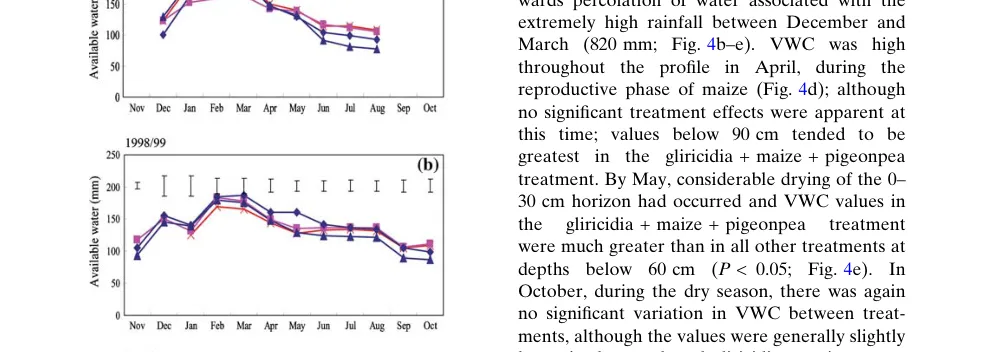 Available water
150
100
50
0
Nov Dec Jan Feb Mar Apr May Jun Jul Aug Sep Oct
1998/99
(b)
Available water (mm)
250
200
150
100
50
0
Nov Dec Jan Feb Mar Apr May Jun Jul Aug Sep Oct
wards percolation of water associated with the
extremely high rainfall between December and
March (820 mm; Fig. 4b–e). VWC was high
throughout the profile in April, during the
reproductive phase of maize (Fig. 4d); although
no significant treatment effects were apparent at
this time; values below 90 cm tended to be
greatest in the gliricidia + maize + pigeonpea
treatment. By May, considerable drying of the 0–
30 cm horizon had occurred and VWC values in
the gliricidia + maize + pigeonpea treatment
were much greater than in all other treatments at
depths below 60 cm (P < 0.05; Fig. 4e). In
October, during the dry season, there was again
no significant variation in VWC between treat-
ments, although the values were generally slightly